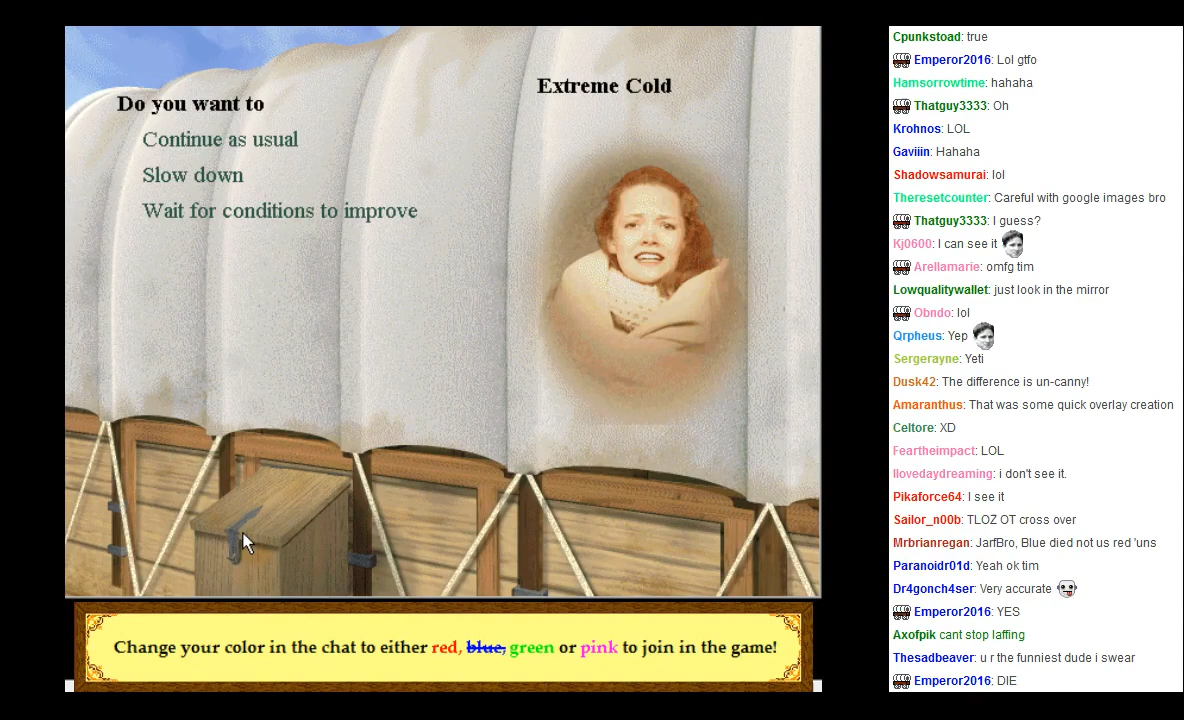 Do you want to
Continue as usual
Slow down
Wait for conditions to improve
Extreme Cold
Change your color in the chat to either red, blue, green or pink to join in the game!
Cpunkstoad: true
Emperor2016: Lol gtfo
Hamsorrowtime: hahaha
Thatguy3333: Oh
Krohnos: LOL
Gaviiin: Hahaha
Shadowsamurai: lol
Theresetcounter: Careful with google images bro
Thatguy3333: I guess?
Kj0600: I can see it
Arellamarie: omfg tim
Lowqualitywallet: just look in the mirror
Obndo: lol
Qrpheus: Yep
Sergerayne: Yeti
Dusk42: The difference is un-canny!
Amaranthus: That was some quick overlay creation
Celtore: XD
Feartheimpact: LOL
Ilovedaydreaming: i don't see it.
Pikaforce64: I see it
Sailor_n00b: TLOZ OT cross over
Mrbrianregan: JarfBro, Blue died not us red 'uns
Paranoidr01d: Yeah ok tim
Dr4gonch4ser: Very accurate
Emperor2016: YES
Axofpik cant stop laffing
Thesadbeaver: u r the funniest dude i swear
Emperor2016: DIE